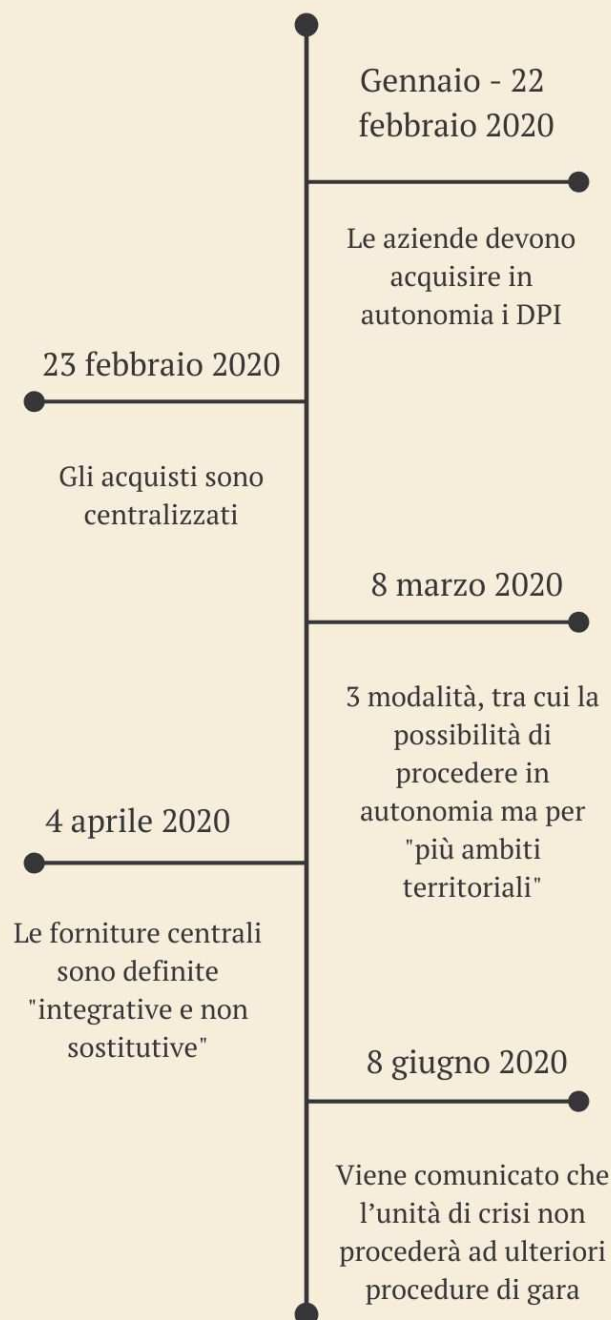 Gennaio - 22
febbraio 2020
Le aziende devono
acquisire in
autonomia i DPI
23 febbraio 2020
Gli acquisti sono
centralizzati
8 marzo 2020
3 modalità, tra cui la
possibilità di
procedere in
autonomia ma per
"più ambiti
territoriali"
4 aprile 2020
Le forniture centrali
sono definite
"integrative e non
sostitutive"
8 giugno 2020
Viene comunicato che
l’unità di crisi non
procederà ad ulteriori
procedure di gara